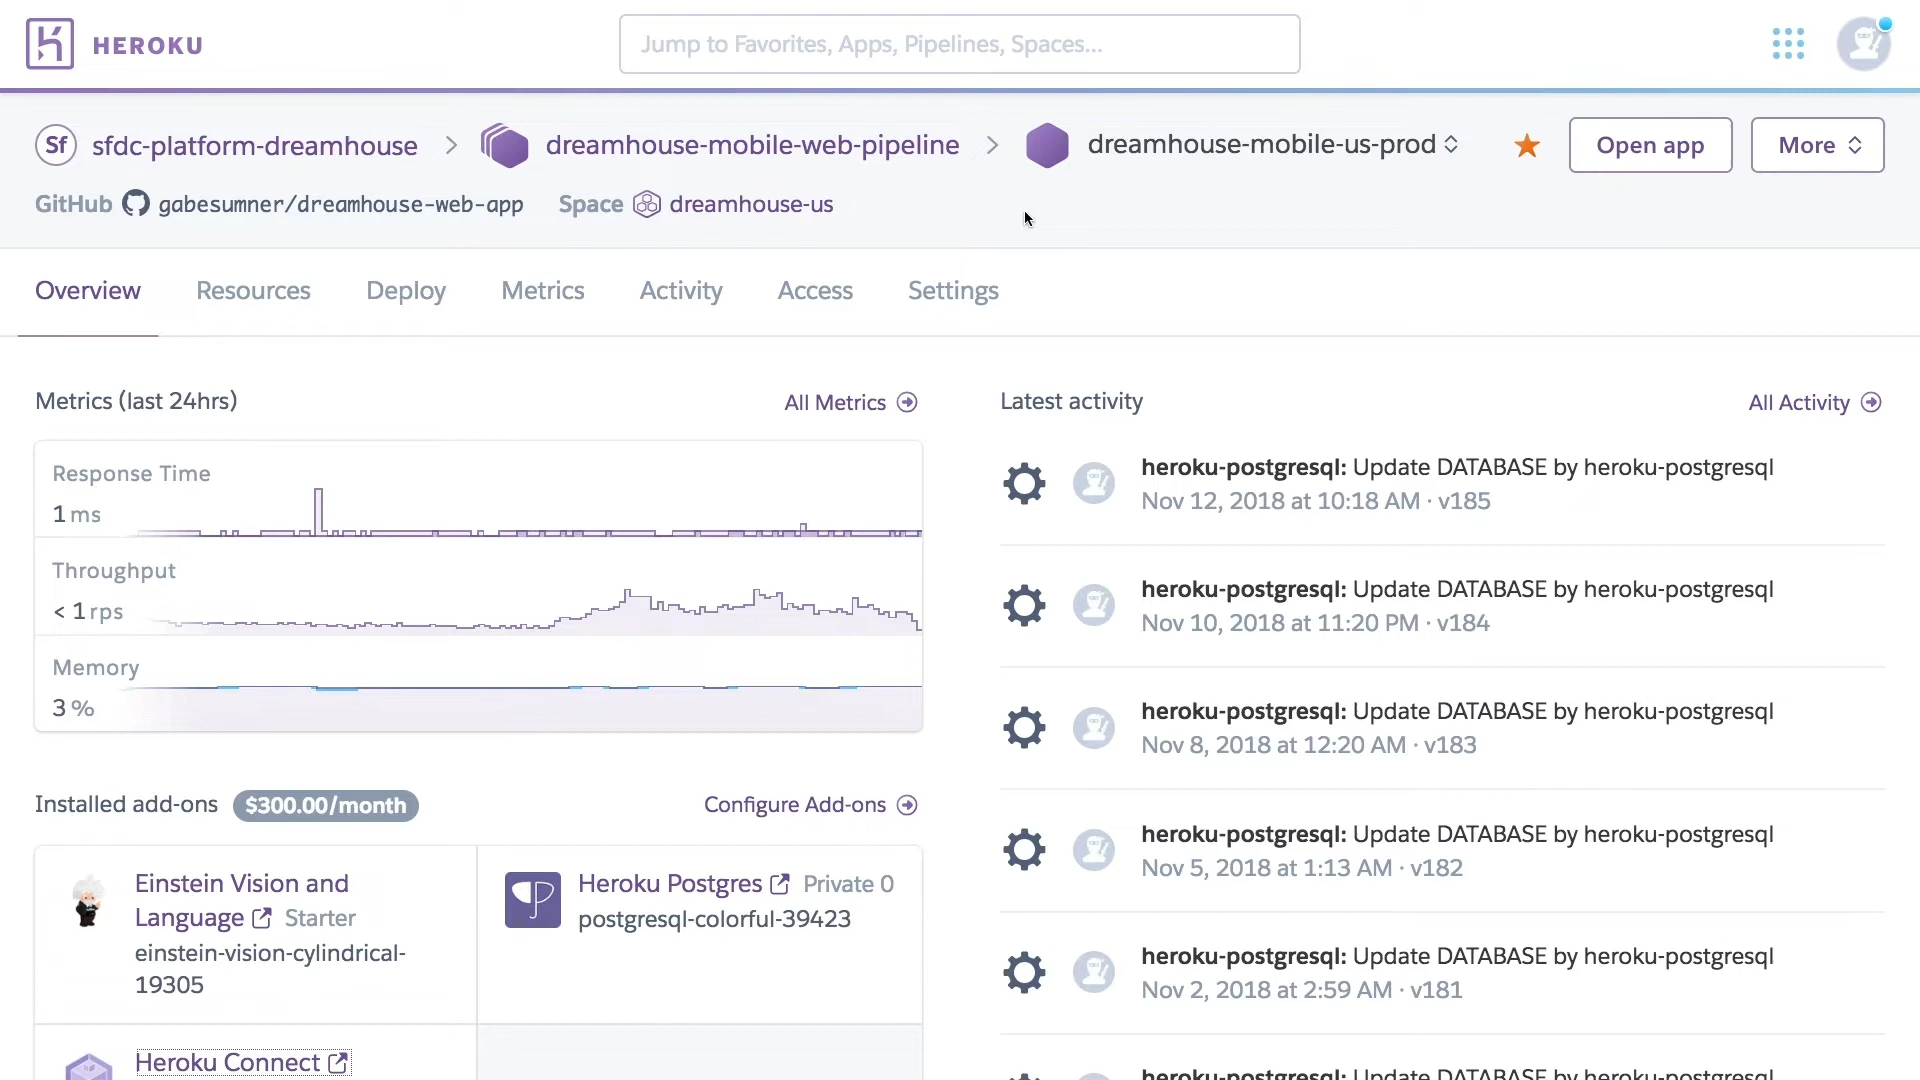 HEROKU
Jump to Favorites, Apps, Pipelines, Spaces...
Sf sfdc-platform-dreamhouse > dreamhouse-mobile-web-pipeline > dreamhouse-mobile-us-prod
Open app
More
GitHub gabesumner/dreamhouse-web-app Space dreamhouse-us
Overview Resources Deploy Metrics Activity Access Settings
Metrics (last 24hrs)
All Metrics
Response Time
1 ms
Throughput
< 1 rps
Memory
3 %
Installed add-ons $300.00/month
Configure Add-ons
Einstein Vision and
Language Starter
einstein-vision-cylindrical-
19305
Heroku Postgres Private 0
postgresql-colorful-39423
Heroku Connect
Latest activity
All Activity
heroku-postgresql: Update DATABASE by heroku-postgresql
Nov 12, 2018 at 10:18 AM · v185
heroku-postgresql: Update DATABASE by heroku-postgresql
Nov 10, 2018 at 11:20 PM · v184
heroku-postgresql: Update DATABASE by heroku-postgresql
Nov 8, 2018 at 12:20 AM · v183
heroku-postgresql: Update DATABASE by heroku-postgresql
Nov 5, 2018 at 1:13 AM · v182
heroku-postgresql: Update DATABASE by heroku-postgresql
Nov 2, 2018 at 2:59 AM · v181
heroku-postgresql: Update DATABASE by heroku-postgresql